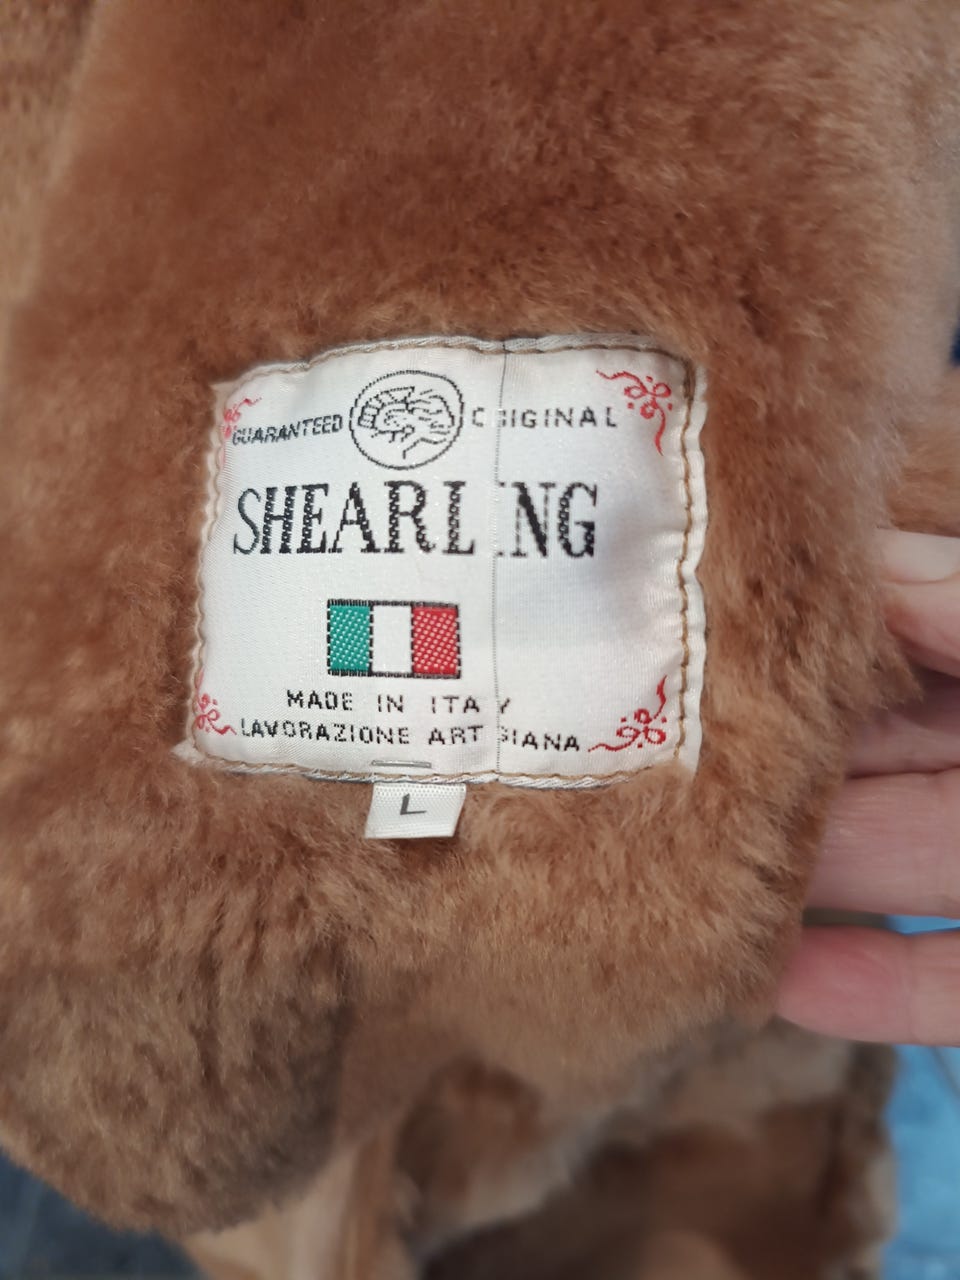 GUARANTEED ORIGINAL
SHEARLING
MADE IN ITALY
LAVORAZIONE ARTIGIANA
L